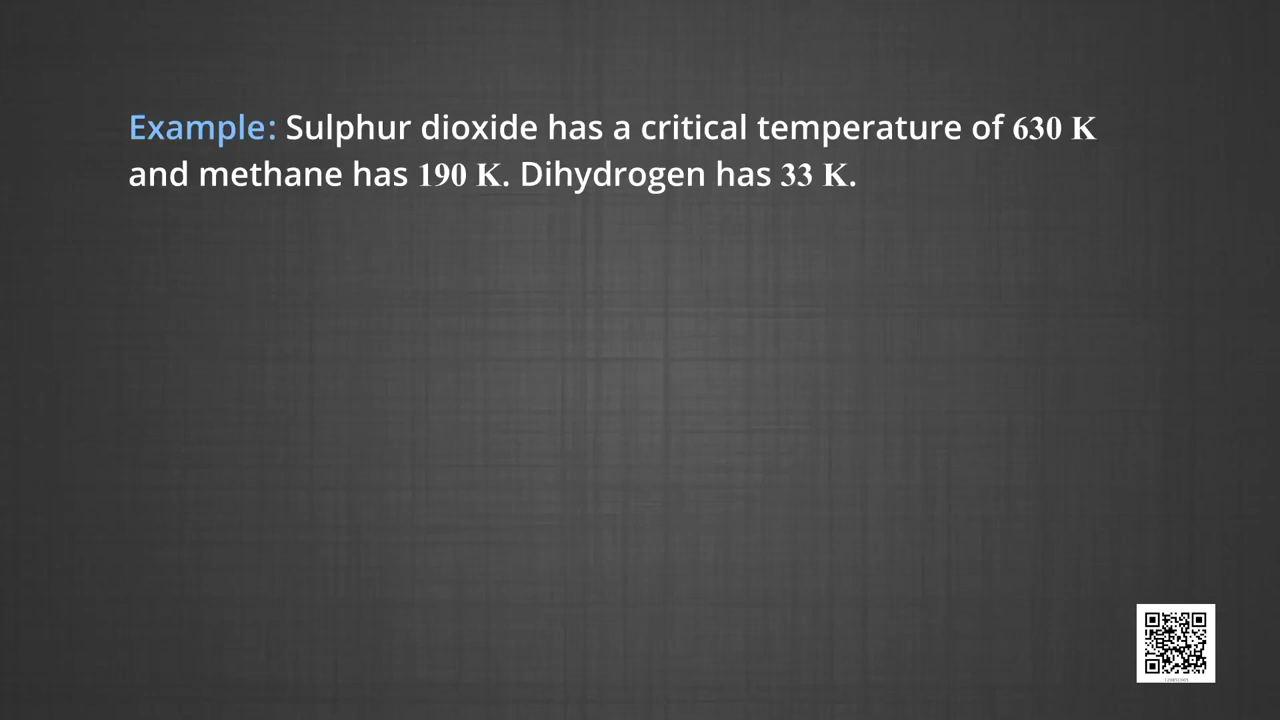 Example: Sulphur dioxide has a critical temperature of 630 K
and methane has 190 K. Dihydrogen has 33 K.